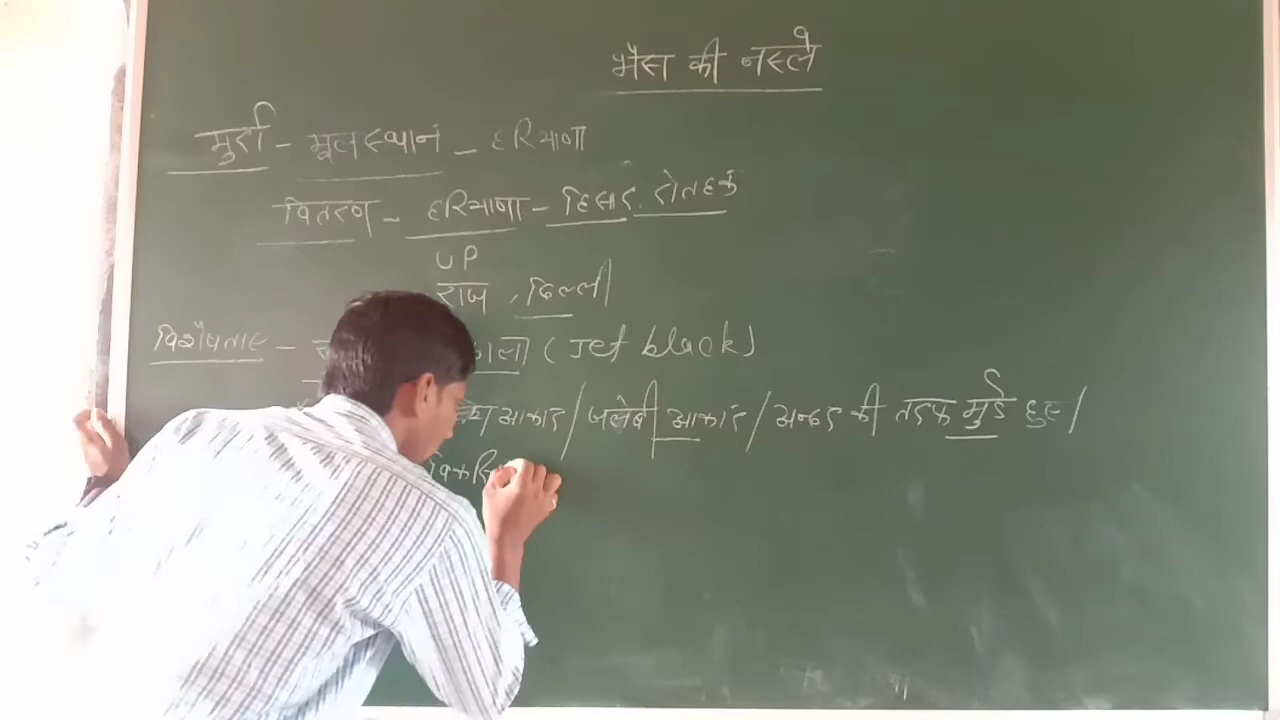 भैंस की नस्ले
मुर्रा - मूलस्थान - हरियाणा
वितरण - हरियाणा - हिसार, रोहतक
UP
राज , दिल्ली
विशेषताए - काला (Jet black)
आकार / जलेबी आकार / अन्दर की तरफ मुडे हुए /